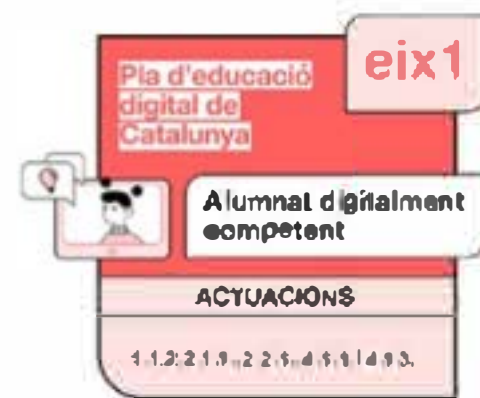 eix1
Pla d'educació
digital de
Catalunya
Alumnat digitalment
competent
ACTUACIONS